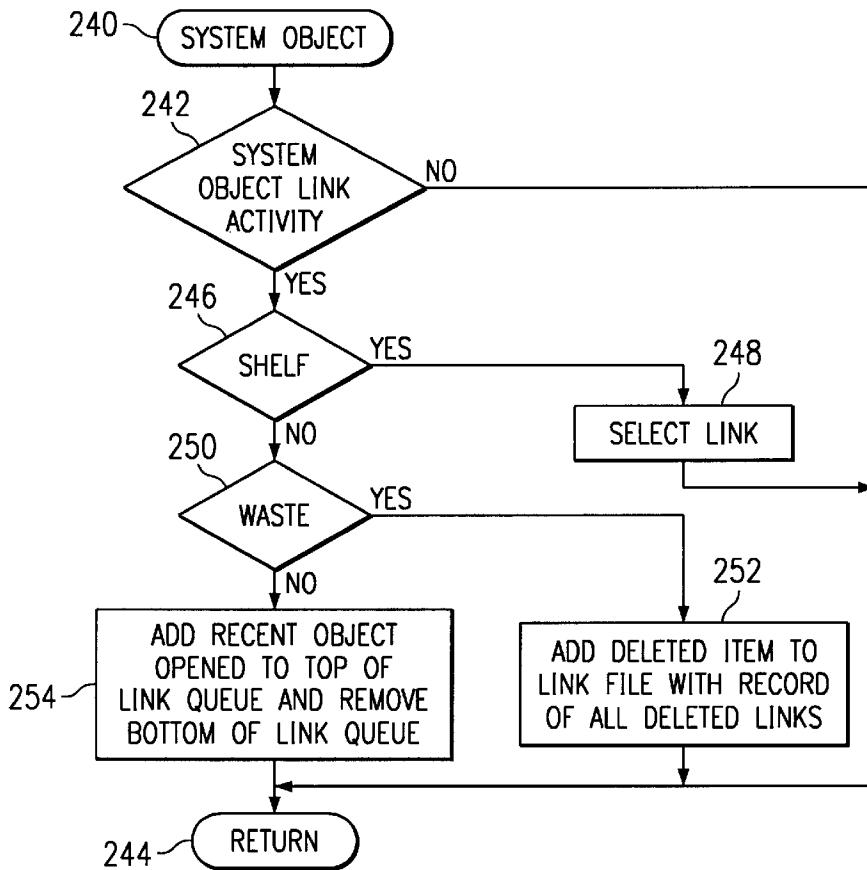 240
SYSTEM OBJECT
242
SYSTEM
OBJECT LINK
ACTIVITY
NO
YES
246
SHELF
YES
248
SELECT LINK
NO
250
WASTE
YES
NO
252
ADD RECENT OBJECT
OPENED TO TOP OF
LINK QUEUE AND REMOVE
BOTTOM OF LINK QUEUE
254
ADD DELETED ITEM TO
LINK FILE WITH RECORD
OF ALL DELETED LINKS
RETURN
244